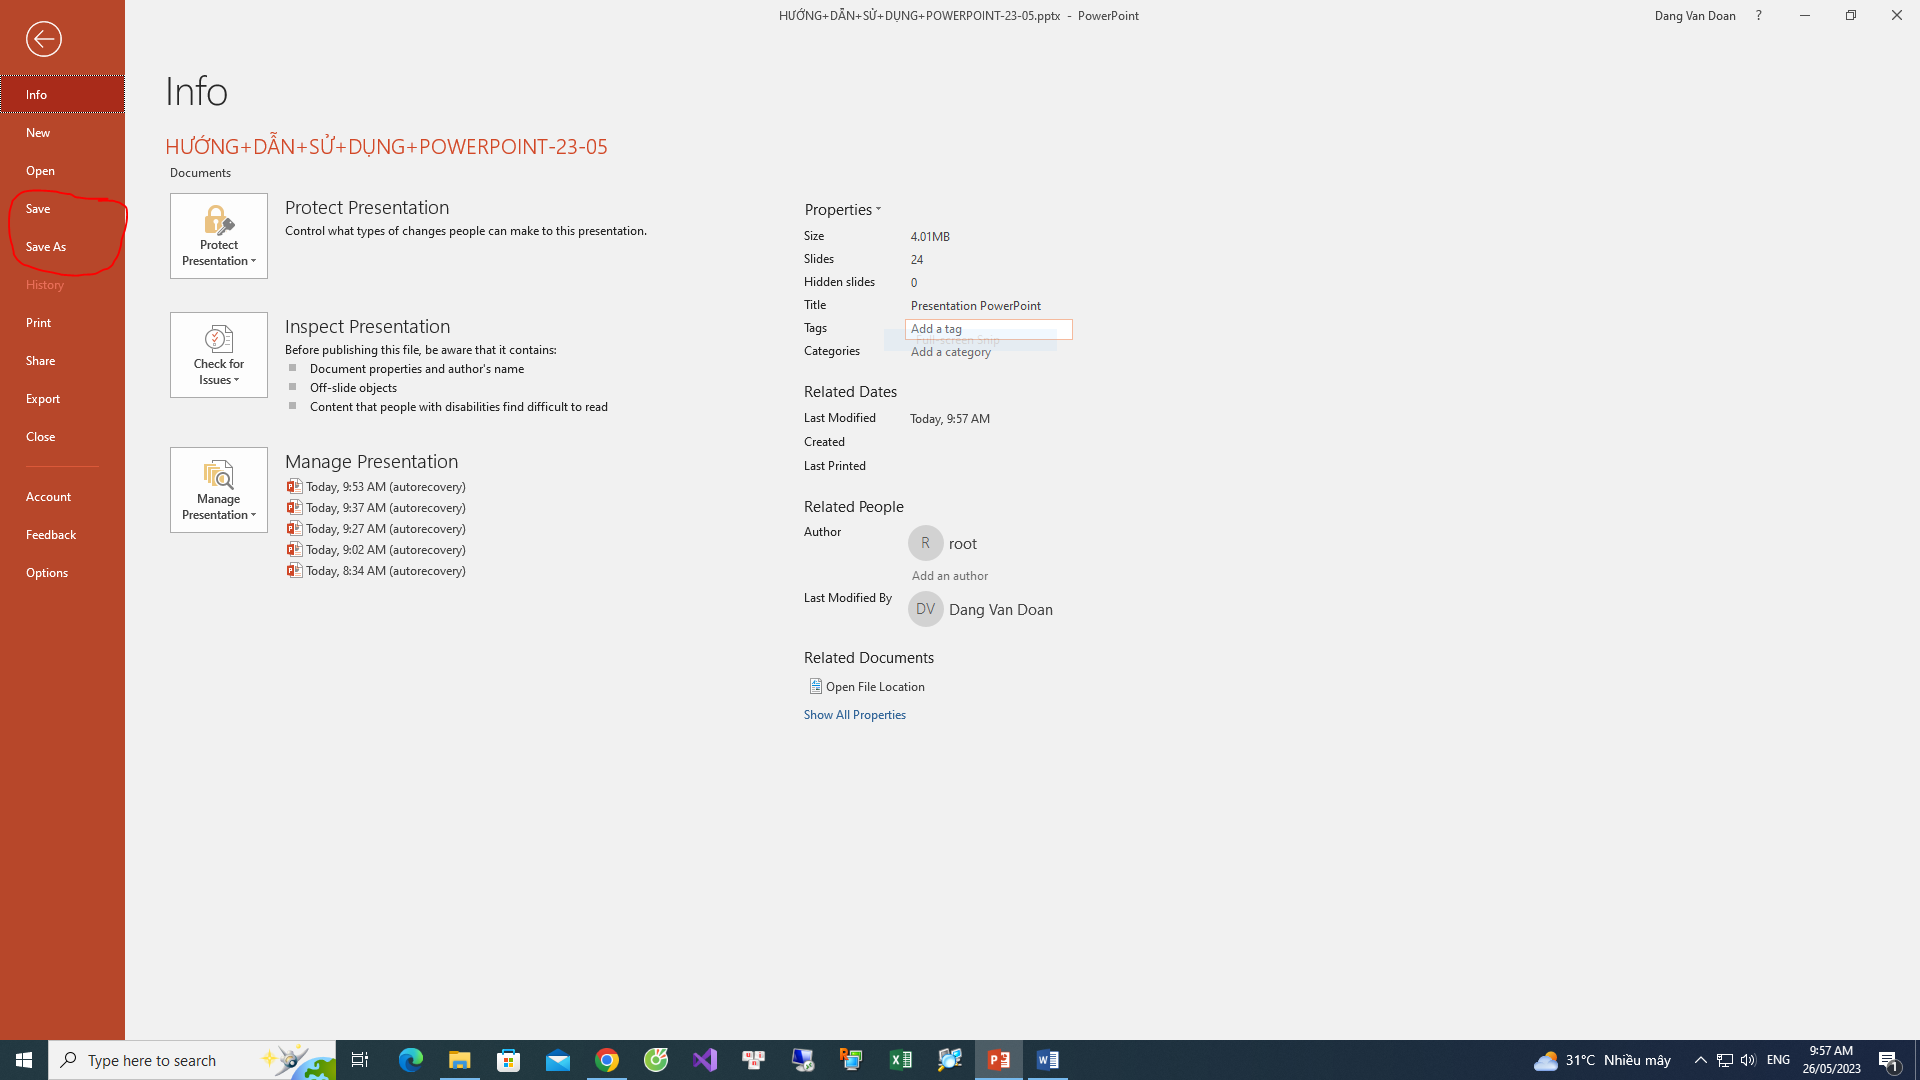 HƯỚNG+DẪN+SỬ+DỤNG+POWERPOINT-23-05.pptx - PowerPoint
Dang Van Doan
?
Info
New
Open
Save
Save As
History
Print
Share
Export
Close
Account
Feedback
Options
Info
HƯỚNG+DẪN+SỬ+DỤNG+POWERPOINT-23-05
Documents
Protect
Presentation
Protect Presentation
Control what types of changes people can make to this presentation.
Check for
Issues
Inspect Presentation
Before publishing this file, be aware that it contains:
Document properties and author's name
Off-slide objects
Content that people with disabilities find difficult to read
Manage
Presentation
Manage Presentation
Today, 9:53 AM (autorecovery)
Today, 9:37 AM (autorecovery)
Today, 9:27 AM (autorecovery)
Today, 9:02 AM (autorecovery)
Today, 8:34 AM (autorecovery)
Properties
Size 4.01MB
Slides 24
Hidden slides 0
Title Presentation PowerPoint
Tags Add a tag
Full-screen Snip
Categories Add a category
Related Dates
Last Modified Today, 9:57 AM
Created
Last Printed
Related People
Author R root
Add an author
Last Modified By DV Dang Van Doan
Related Documents
Open File Location
Show All Properties
Type here to search
31°C Nhiều mây
ENG
9:57 AM
26/05/2023
1